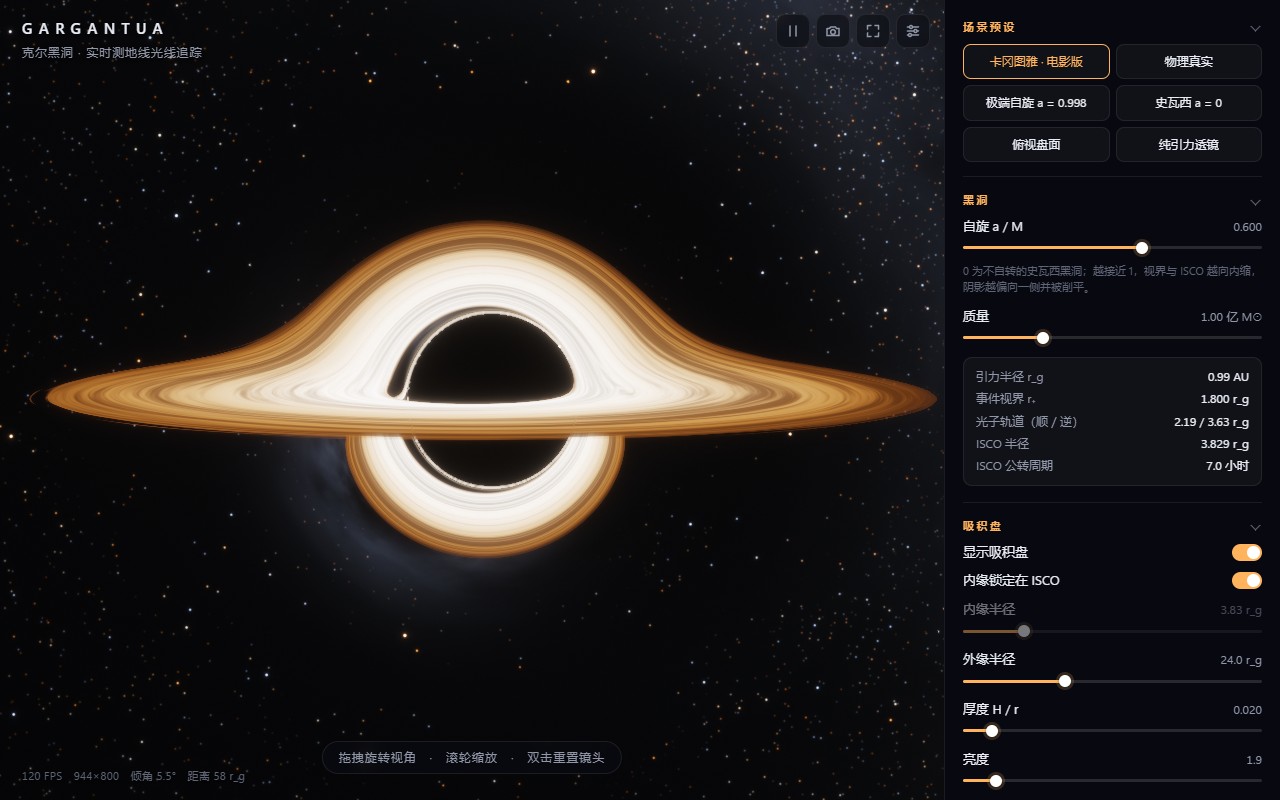 GARGANTUA
克尔黑洞 · 实时测地线光线追踪
场景预设
卡冈图雅 · 电影版
物理真实
极端自旋 a = 0.998
史瓦西 a = 0
俯视盘面
纯引力透镜
黑洞
自旋 a / M 0.600
0 为不自转的史瓦西黑洞；越接近 1，视界与 ISCO 越向内缩，
阴影越偏向一侧并被削平。
质量 1.00 亿 M⊙
引力半径 r_g 0.99 AU
事件视界 r₊ 1.800 r_g
光子轨道（顺 / 逆） 2.19 / 3.63 r_g
ISCO 半径 3.829 r_g
ISCO 公转周期 7.0 小时
吸积盘
显示吸积盘
内缘锁定在 ISCO
内缘半径 3.83 r_g
外缘半径 24.0 r_g
厚度 H / r 0.020
亮度 1.9
拖拽旋转视角 · 滚轮缩放 · 双击重置镜头
120 FPS 944×800 倾角 5.5° 距离 58 r_g